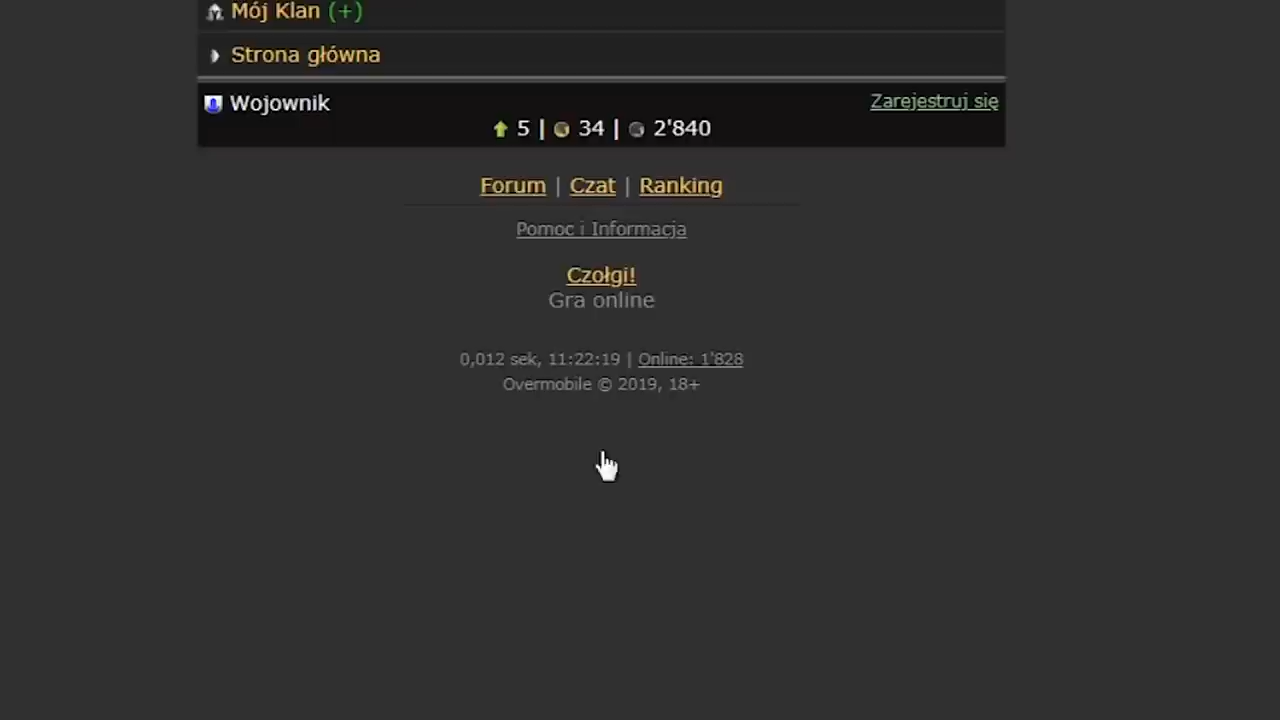 Mój Klan (+)
Strona główna
Wojownik
Zarejestruj się
5 | 34 | 2'840
Forum | Czat | Ranking
Pomoc i Informacja
Czołgi!
Gra online
0,012 sek, 11:22:19 | Online: 1'828
Overmobile © 2019, 18+